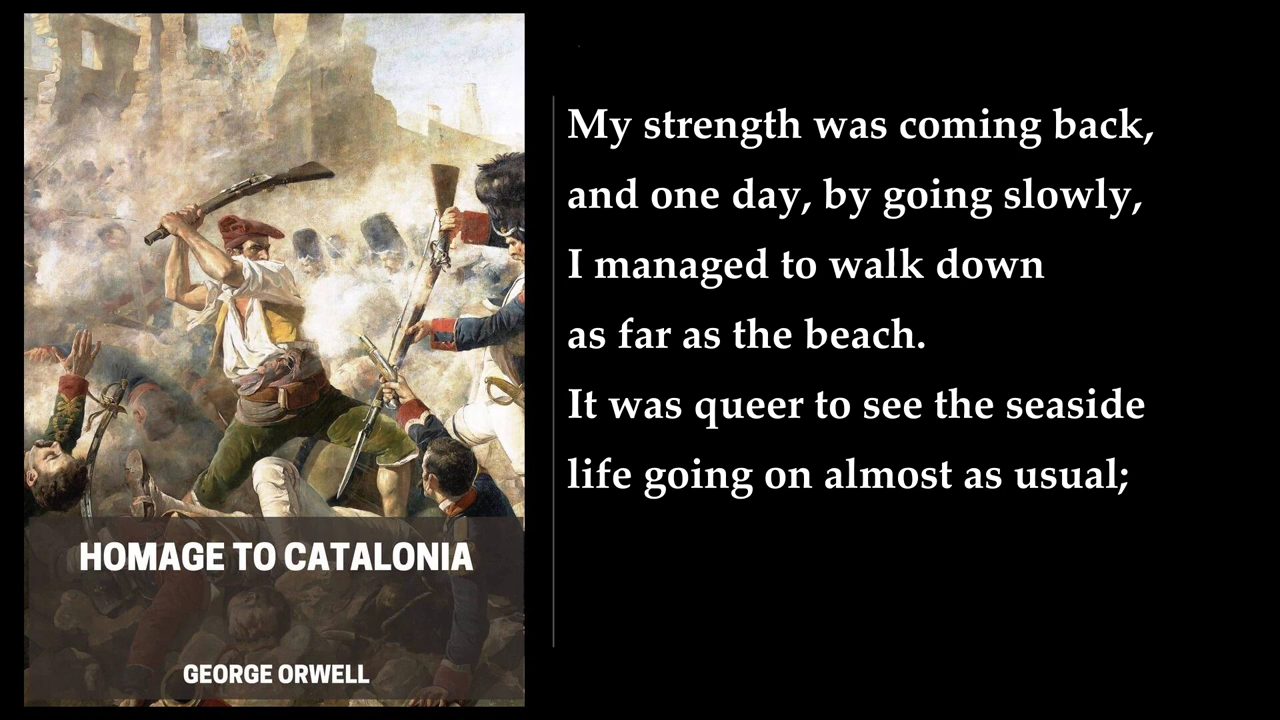 HOMAGE TO CATALONIA
GEORGE ORWELL
My strength was coming back,
and one day, by going slowly,
I managed to walk down
as far as the beach.
It was queer to see the seaside
life going on almost as usual;